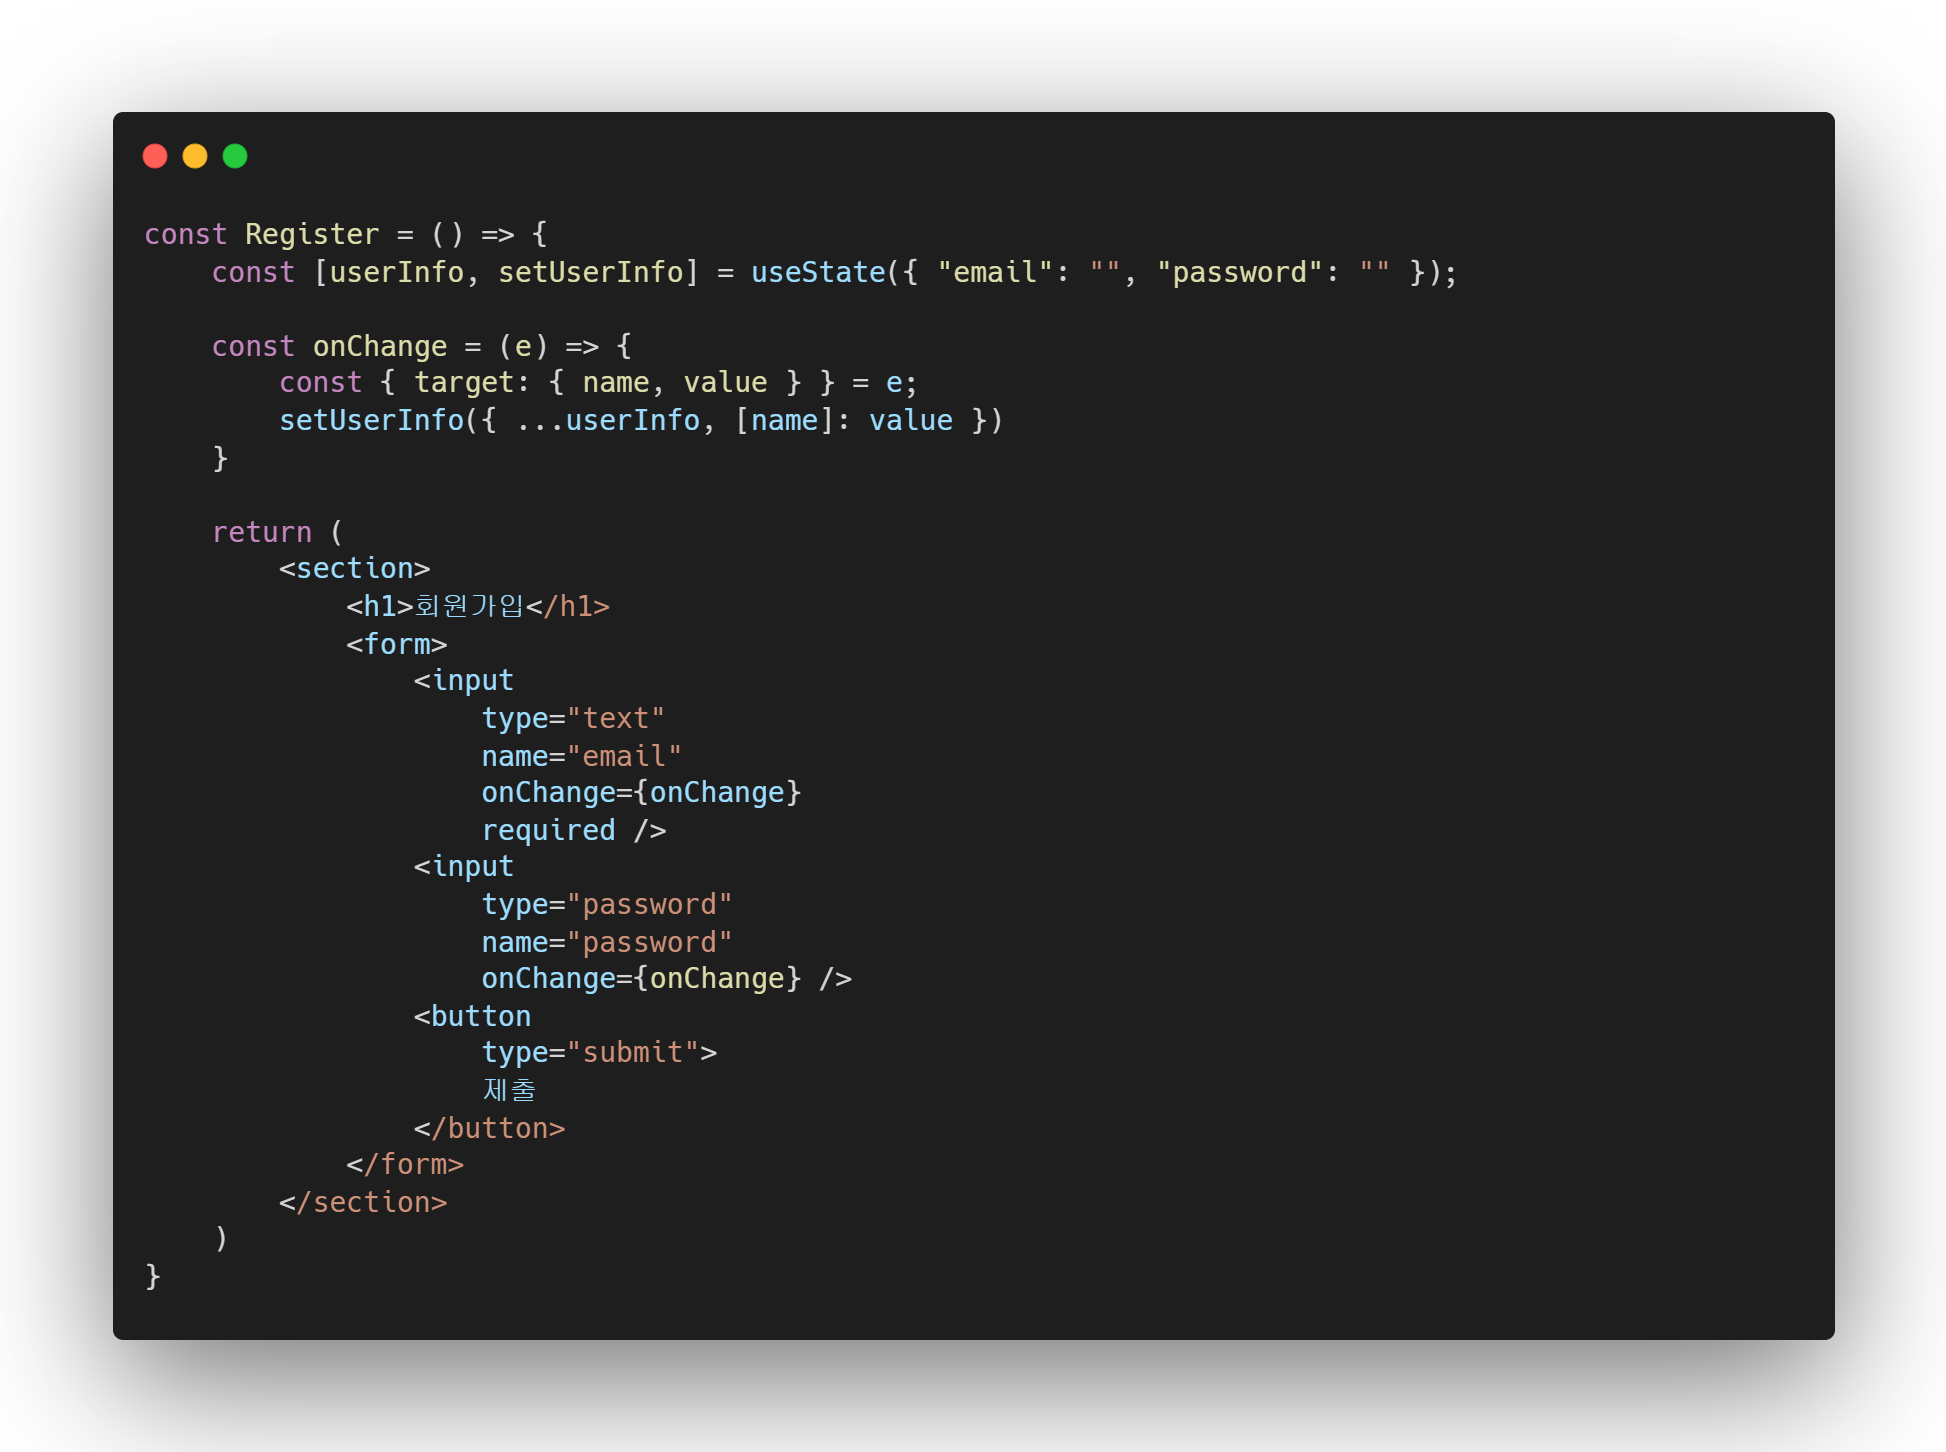 const Register = () => {
    const [userInfo, setUserInfo] = useState({ "email": "", "password": "" });

    const onChange = (e) => {
        const { target: { name, value } } = e;
        setUserInfo({ ...userInfo, [name]: value })
    }

    return (
        <section>
            <h1>회원가입</h1>
            <form>
                <input
                    type="text"
                    name="email"
                    onChange={onChange}
                    required />
                <input
                    type="password"
                    name="password"
                    onChange={onChange} />
                <button
                    type="submit">
                    제출
                </button>
            </form>
        </section>
    )
}